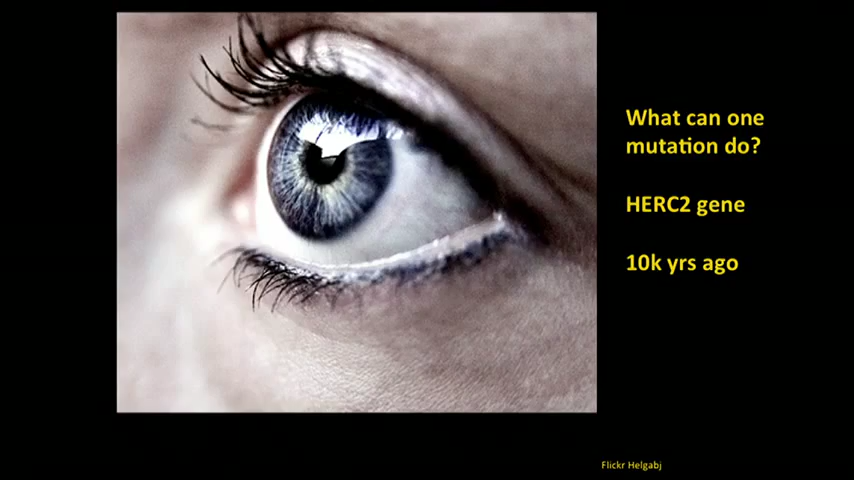 What can one
mutation do?
HERC2 gene
10k yrs ago
Flickr Helgabj